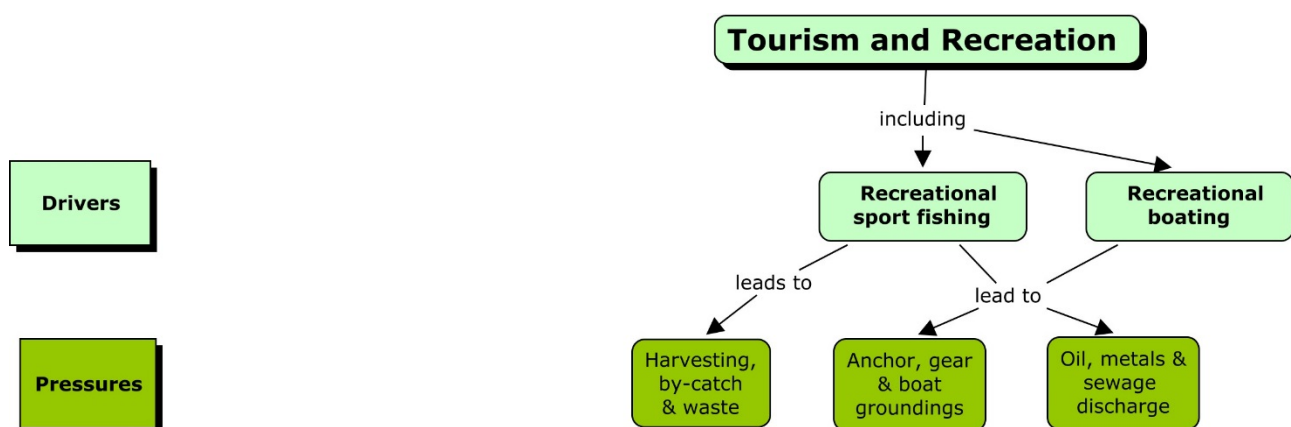 Tourism and Recreation
including
Drivers
Recreational
sport fishing
Recreational
boating
leads to
lead to
Pressures
Harvesting,
by-catch
& waste
Anchor, gear
& boat
groundings
Oil, metals &
sewage
discharge